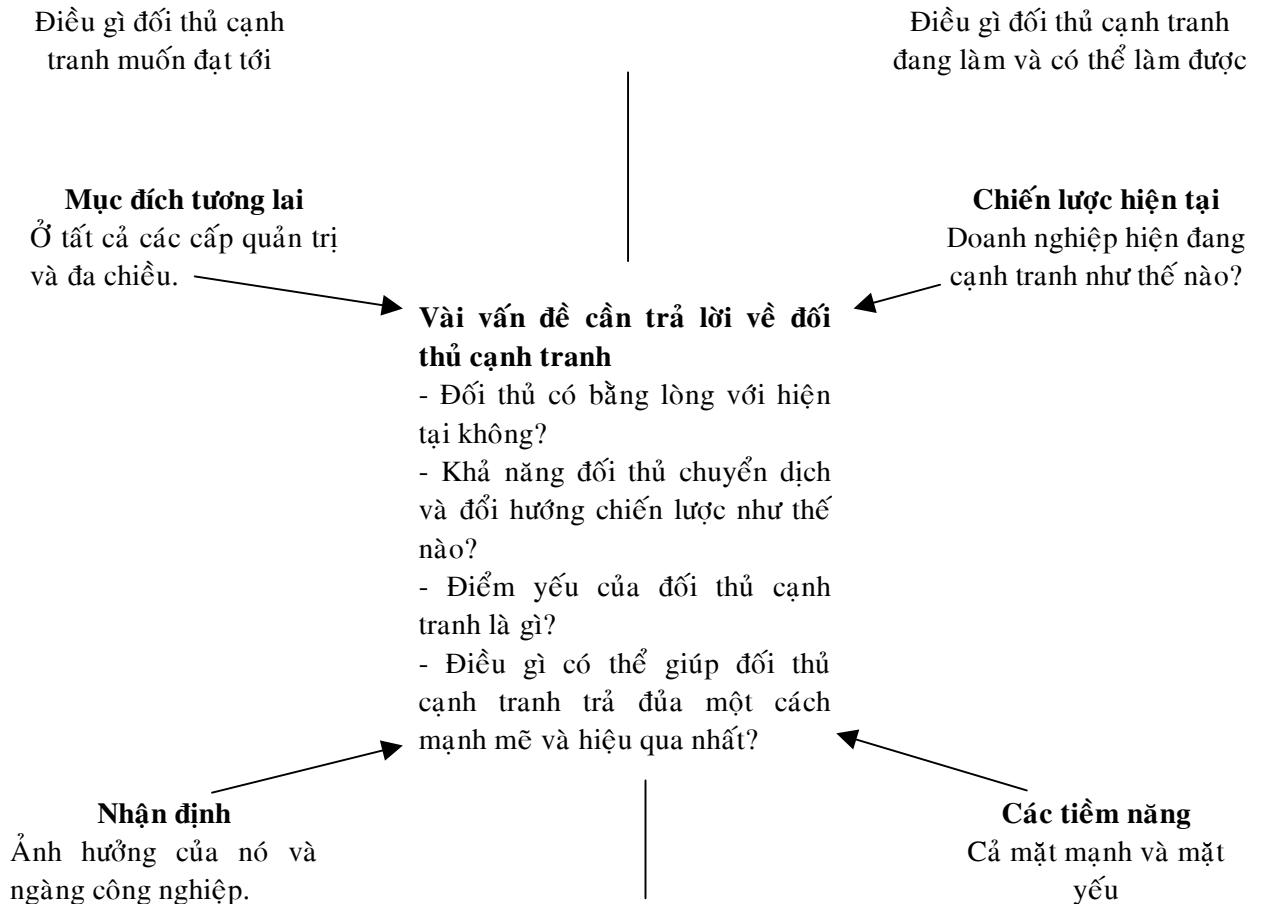 Điều gì đối thủ cạnh
tranh muốn đạt tới
Điều gì đối thủ cạnh tranh
đang làm và có thể làm được
Mục đích tương lai
Ở tất cả các cấp quản trị
và đa chiều.
Chiến lược hiện tại
Doanh nghiệp hiện đang
cạnh tranh như thế nào?
Vài vấn đề cần trả lời về đối
thủ cạnh tranh
- Đối thủ có bằng lòng với hiện
tại không?
- Khả năng đối thủ chuyển dịch
và đổi hướng chiến lược như thế
nào?
- Điểm yếu của đối thủ cạnh
tranh là gì?
- Điều gì có thể giúp đối thủ
cạnh tranh trả đủa một cách
mạnh mẽ và hiệu qua nhất?
Nhận định
Ảnh hưởng của nó và
ngàng công nghiệp.
Các tiềm năng
Cả mặt mạnh và mặt
yếu